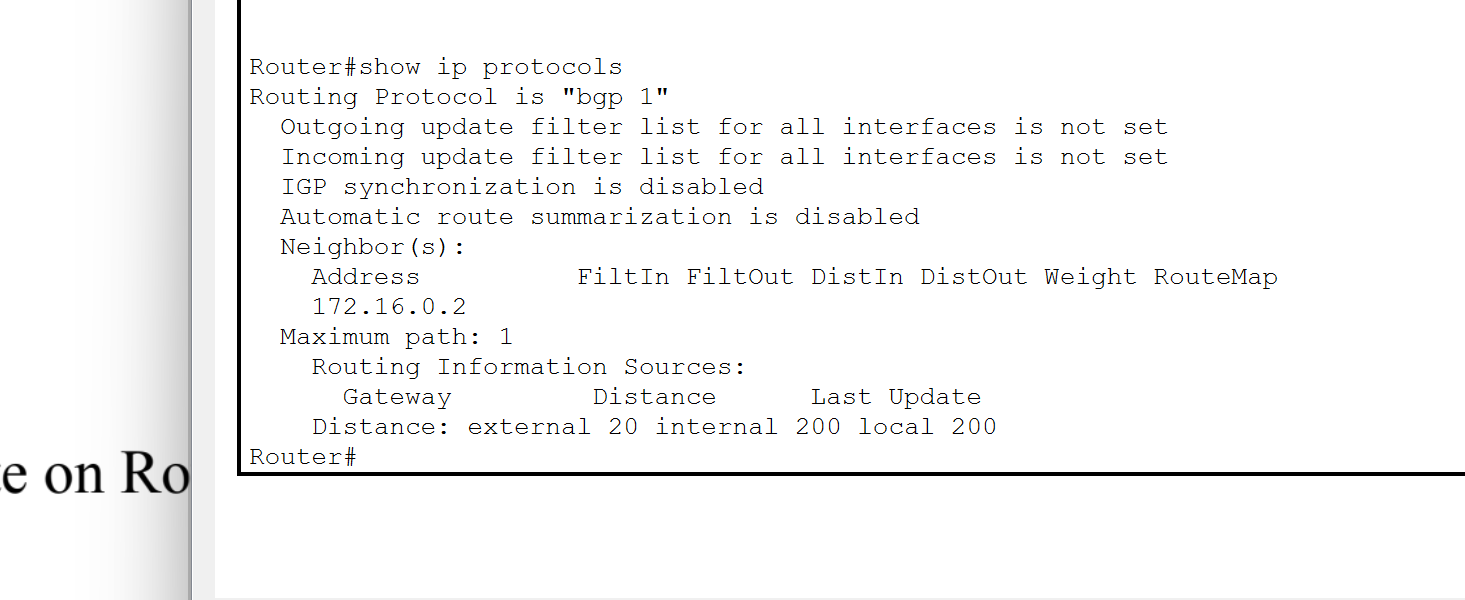 Router#show ip protocols
Routing Protocol is "bgp 1"
Outgoing update filter list for all interfaces is not set
Incoming update filter list for all interfaces is not set
IGP synchronization is disabled
Automatic route summarization is disabled
Neighbor(s):
Address FiltIn FiltOut DistIn DistOut Weight RouteMap
172.16.0.2
Maximum path: 1
Routing Information Sources:
Gateway Distance Last Update
Distance: external 20 internal 200 local 200
Router#
on